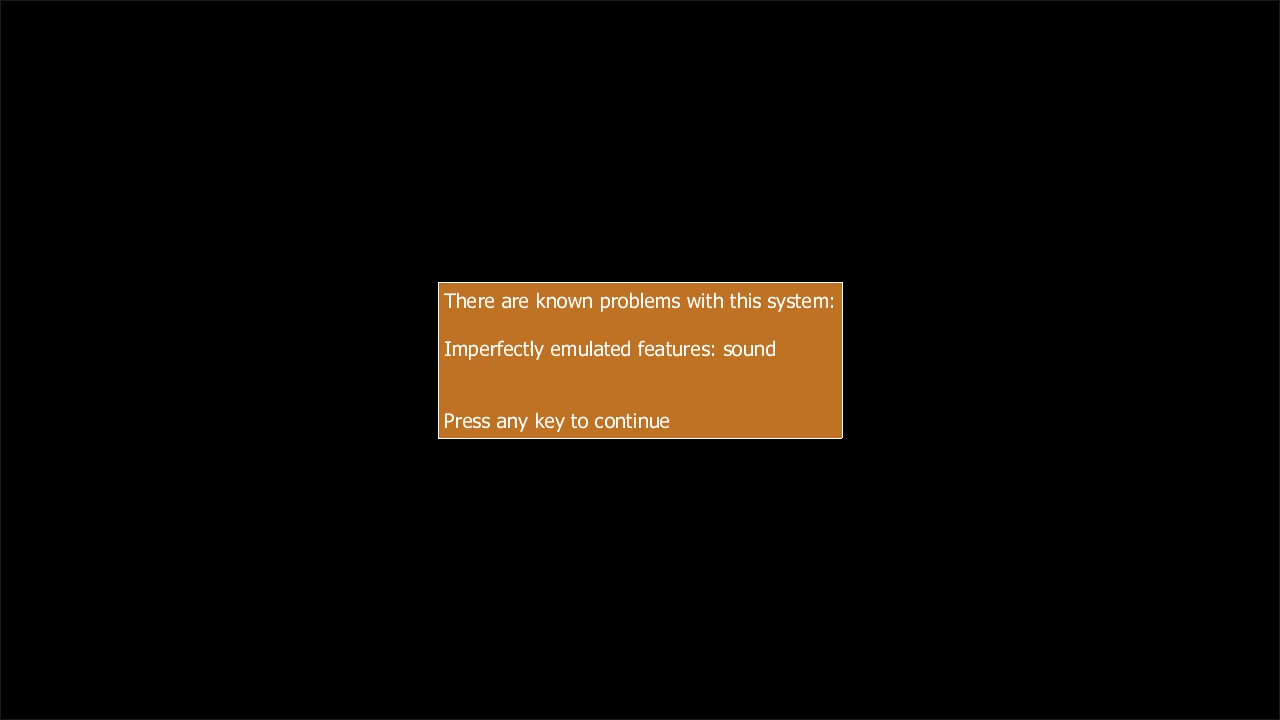 There are known problems with this system:
Imperfectly emulated features: sound
Press any key to continue